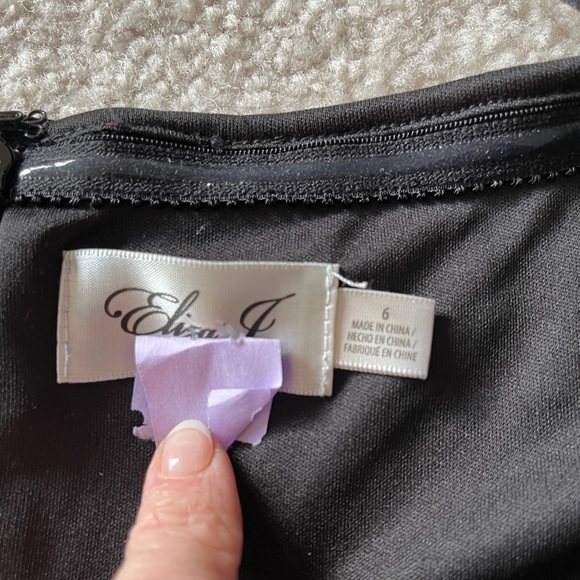 Eliza J
6
MADE IN CHINA /
HECHO EN CHINA /
FABRIQUÉ EN CHINE